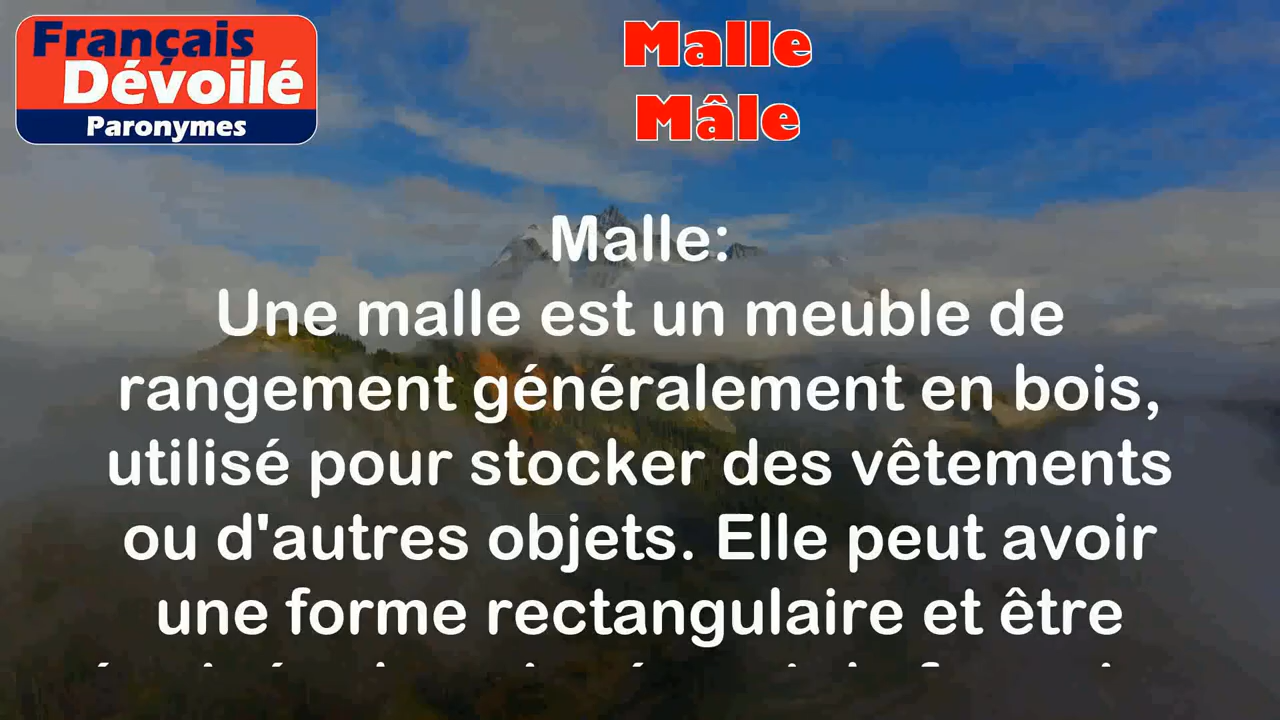 Français
Dévoilé
Paronymes
Malle
Mâle
Malle:
Une malle est un meuble de
rangement généralement en bois,
utilisé pour stocker des vêtements
ou d'autres objets. Elle peut avoir
une forme rectangulaire et être